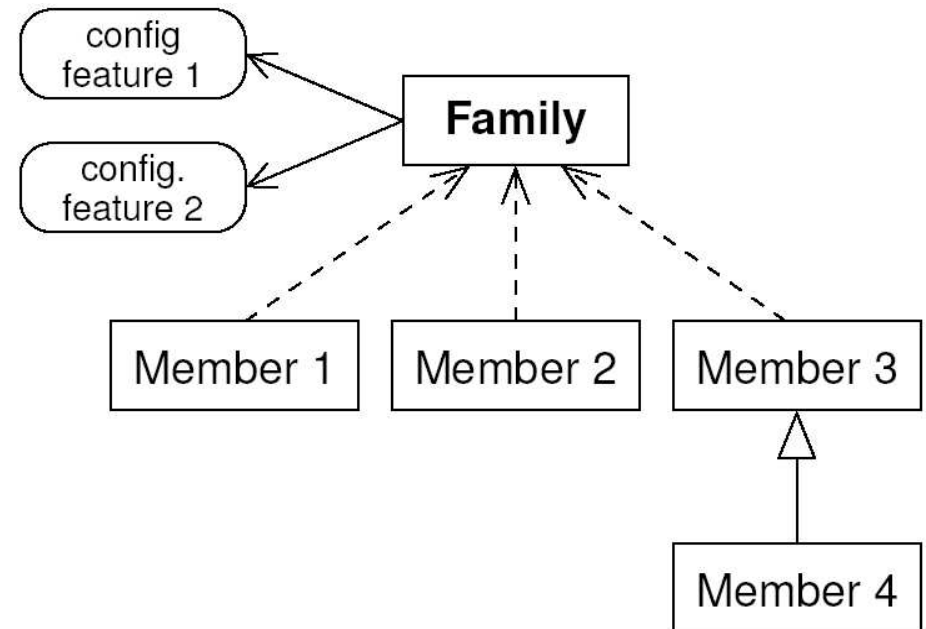 config
feature 1
Family
config.
feature 2
Member 1
Member 2
Member 3
Member 4